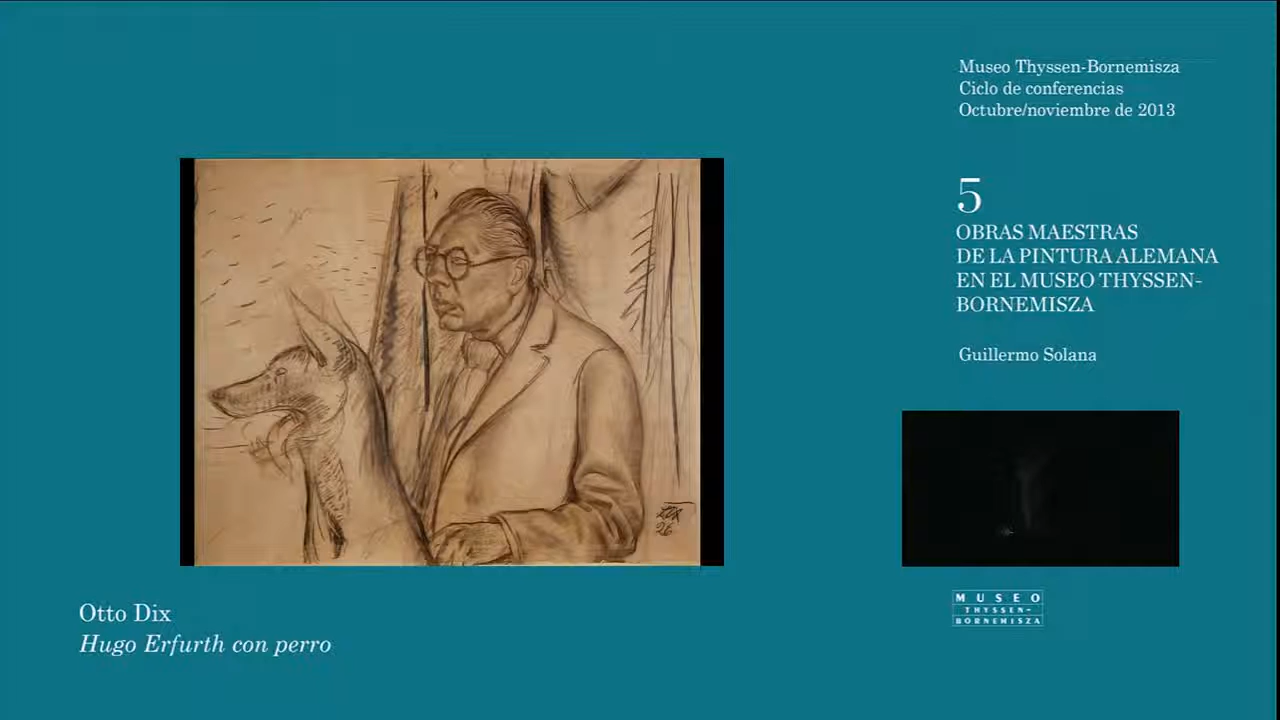 Museo Thyssen-Bornemisza
Ciclo de conferencias
Octubre/noviembre de 2013
5
OBRAS MAESTRAS
DE LA PINTURA ALEMANA
EN EL MUSEO THYSSEN-
BORNEMISZA
Guillermo Solana
26
Otto Dix
Hugo Erfurth con perro
MUSEO
THYSSEN-
BORNEMISZA